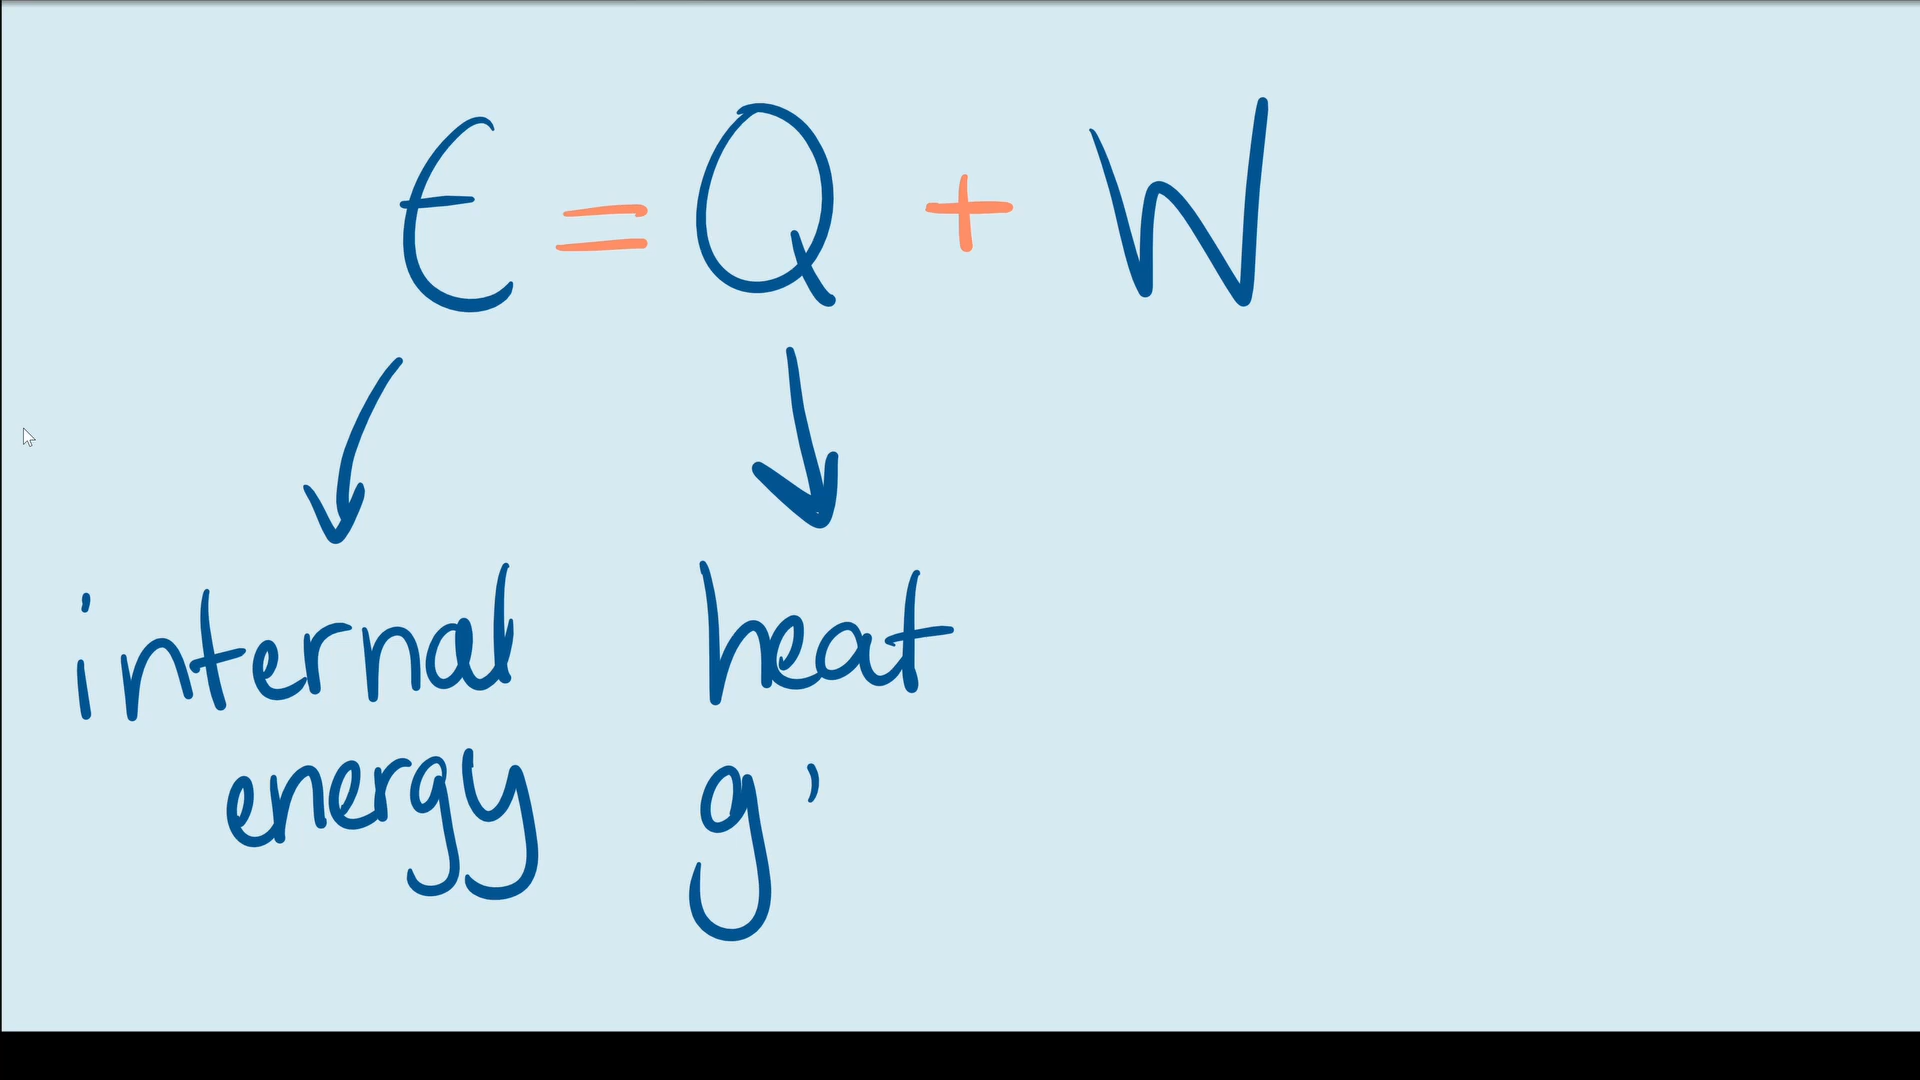 E = Q + W
internal heat
energy g